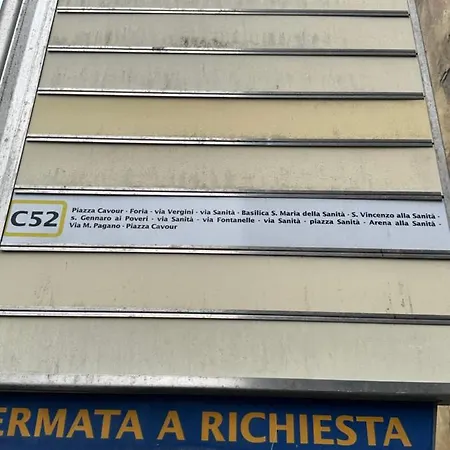 C52
Piazza Cavour · Foria · via Vergini · via Sanità · Basilica S. Maria della Sanità · S. Vincenzo alla Sanità ·
s. Gennaro ai Poveri · via Sanità · via Fontanelle · via Sanità · piazza Sanità · Arena alla Sanità ·
Via M. Pagano · Piazza Cavour
ERMATA A RICHIESTA